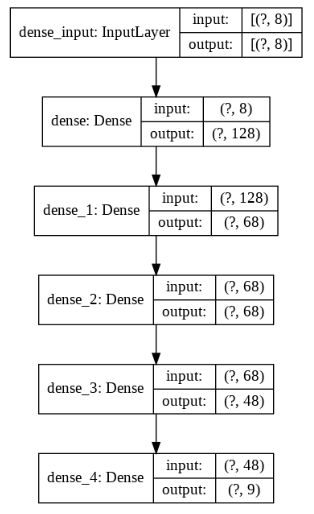 dense_input: InputLayer
input: [(?, 8)]
output: [(?, 8)]
dense: Dense
input: (?, 8)
output: (?, 128)
dense_1: Dense
input: (?, 128)
output: (?, 68)
dense_2: Dense
input: (?, 68)
output: (?, 68)
dense_3: Dense
input: (?, 68)
output: (?, 48)
dense_4: Dense
input: (?, 48)
output: (?, 9)